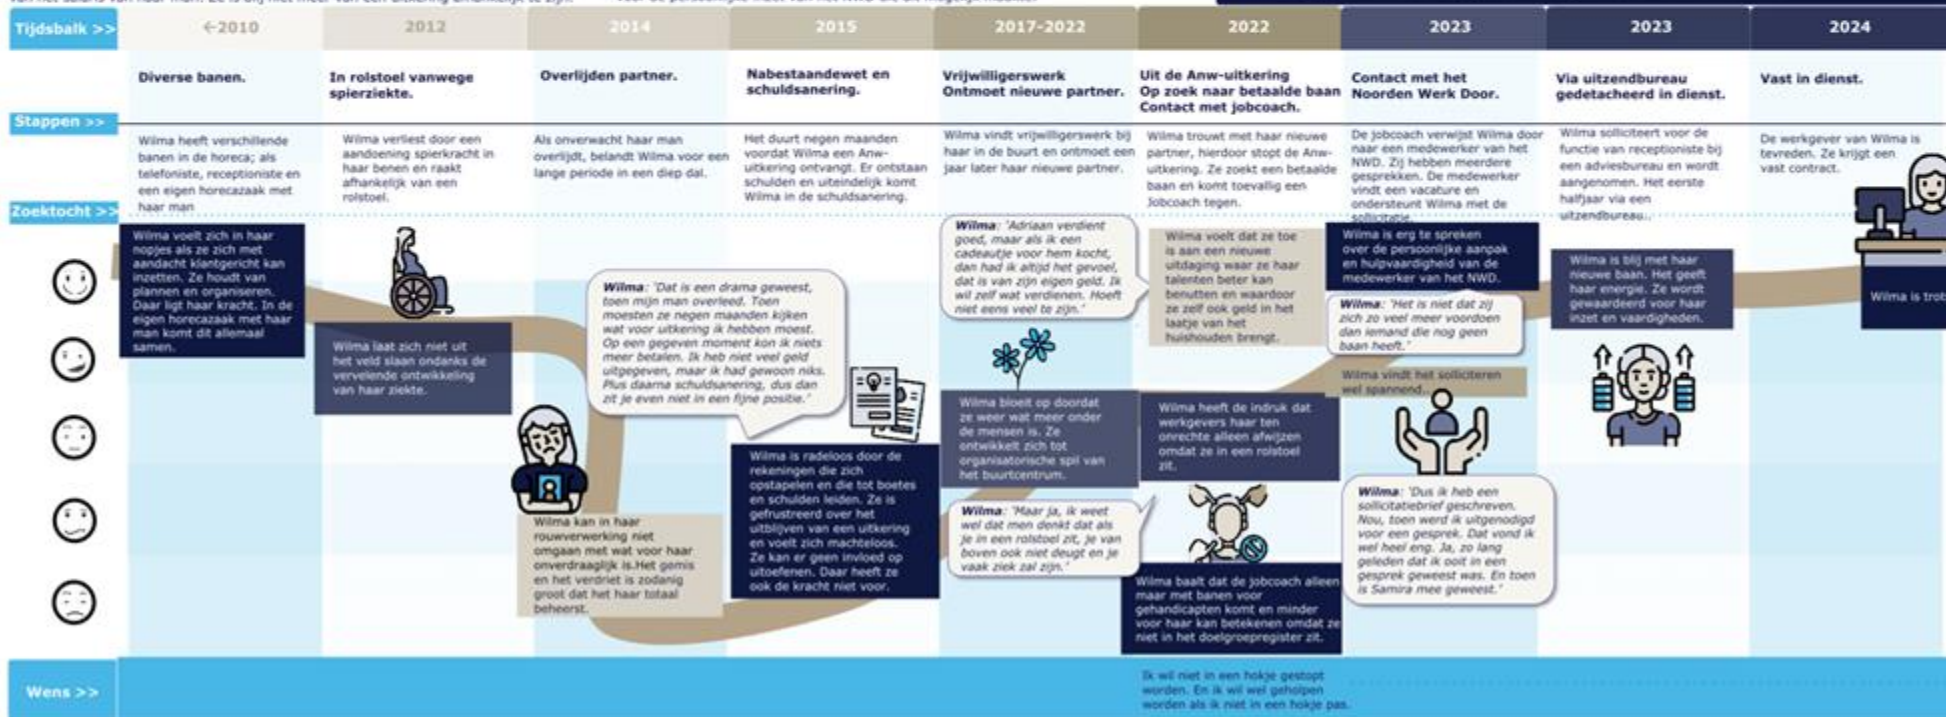 Tijdsbalk >>
←2010
2012
2014
2015
2017-2022
2022
2023
2023
2024
Stappen >>
Diverse banen.
In rolstoel vanwege
spierziekte.
Overlijden partner.
Nabestaandewet en
schuldsanering.
Vrijwilligerswerk
Ontmoet nieuwe partner.
Uit de Anw-uitkering
Op zoek naar betaalde baan
Contact met jobcoach.
Contact met het
Noorden Werk Door.
Via uitzendbureau
gedetacheerd in dienst.
Vast in dienst.
Zoektocht >>
Wilma heeft verschillende
banen in de horeca; als
telefoniste, receptioniste en
een eigen horecazaak met
haar man
Wilma verliest door een
aandoening spierkracht in
haar benen en raakt
afhankelijk van een
rolstoel.
Als onverwacht haar man
overlijdt, belandt Wilma voor een
lange periode in een diep dal.
Het duurt negen maanden
voordat Wilma een Anw-
uitkering ontvangt. Er ontstaan
schulden en uiteindelijk komt
Wilma in de schuldsanering.
Wilma vindt vrijwilligerswerk bij
haar in de buurt en ontmoet een
jaar later haar nieuwe partner.
Wilma trouwt met haar nieuwe
partner, hierdoor stopt de Anw-
uitkering. Ze zoekt een betaalde
baan en komt toevallig een
Jobcoach tegen.
De jobcoach verwijst Wilma door
naar een medewerker van het
NWD. Zij hebben meerdere
gesprekken. De medewerker
vindt een vacature en
ondersteunt Wilma met de
sollicitatie.
Wilma solliciteert voor de
functie van receptioniste bij
een adviesbureau en wordt
aangenomen. Het eerste
halfjaar via een
uitzendbureau..
De werkgever van Wilma is
tevreden. Ze krijgt een
vast contract.
Wilma voelt zich in haar
nopjes als ze zich met
aandacht klantgericht kan
inzetten. Ze houdt van
plannen en organiseren.
Daar ligt haar kracht. In de
eigen horecazaak met haar
man komt dit allemaal
samen.
Wilma laat zich niet uit
het veld slaan ondanks de
vervelende ontwikkeling
van haar ziekte.
Wilma kan in haar
rouwverwerking niet
omgaan met wat voor haar
onverdraaglijk is.Het gemis
en het verdriet is zodanig
groot dat het haar totaal
beheerst.
Wilma: 'Dat is een drama geweest,
toen mijn man overleed. Toen
moesten ze negen maanden kijken
wat voor uitkering ik hebben moest.
Op een gegeven moment kon ik niets
meer betalen. Ik heb niet veel geld
uitgegeven, maar ik had gewoon niks.
Plus daarna schuldsanering, dus dan
zit je even niet in een fijne positie.'
Wilma is radeloos door de
rekeningen die zich
opstapelen en die tot boetes
en schulden leiden. Ze is
gefrustreerd over het
uitblijven van een uitkering
en voelt zich machteloos.
Ze kan er geen invloed op
uitoefenen. Daar heeft ze
ook de kracht niet voor.
Wilma: 'Adriaan verdient
goed, maar als ik een
cadeautje voor hem kocht,
dan had ik altijd het gevoel,
dat is van zijn eigen geld. Ik
wil zelf wat verdienen. Hoeft
niet eens veel te zijn.'
Wilma bloeit op doordat
ze weer wat meer onder
de mensen is. Ze
ontwikkelt zich tot
organisatorische spil van
het buurtcentrum.
Wilma: 'Maar ja, ik weet
wel dat men denkt dat als
je in een rolstoel zit, je van
boven ook niet deugt en je
vaak ziek zal zijn.'
Wilma voelt dat ze toe
is aan een nieuwe
uitdaging waar ze haar
talenten beter kan
benutten en waardoor
ze zelf ook geld in het
laatje van het
huishouden brengt.
Wilma heeft de indruk dat
werkgevers haar ten
onrechte alleen afwijzen
omdat ze in een rolstoel
zit.
Wilma baalt dat de jobcoach alleen
maar met banen voor
gehandicapten komt en minder
voor haar kan betekenen omdat ze
niet in het doelgroepregister zit.
Wilma is erg te spreken
over de persoonlijke aanpak
en hulpvaardigheid van de
medewerker van het NWD.
Wilma: 'Het is niet dat zij
zich zo veel meer voordoen
dan iemand die nog geen
baan heeft.'
Wilma vindt het solliciteren
wel spannend..
Wilma: 'Dus ik heb een
sollicitatiebrief geschreven.
Nou, toen werd ik uitgenodigd
voor een gesprek. Dat vond ik
wel heel eng. Ja, zo lang
geleden dat ik ooit in een
gesprek geweest was. En toen
is Samira mee geweest.'
Wilma is blij met haar
nieuwe baan. Het geeft
haar energie. Ze wordt
gewaardeerd voor haar
inzet en vaardigheden.
Wilma is trots
Wens >>
Ik wil niet in een hokje gestopt
worden. En ik wil wel geholpen
worden als ik niet in een hokje pas.